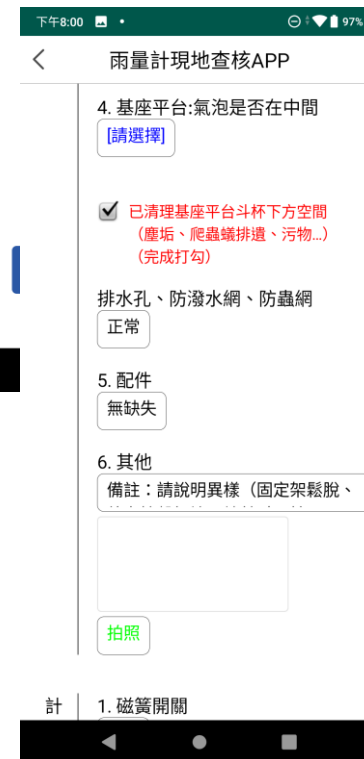 下午8:00
97%
雨量計現地查核APP
4. 基座平台:氣泡是否在中間
[請選擇]
已清理基座平台斗杯下方空間
（塵垢、爬蟲蟻排遺、污物...）
（完成打勾）
排水孔、防潑水網、防蟲網
正常
5. 配件
無缺失
6. 其他
備註：請說明異樣（固定架鬆脫、
拍照
計
1. 磁簧開關